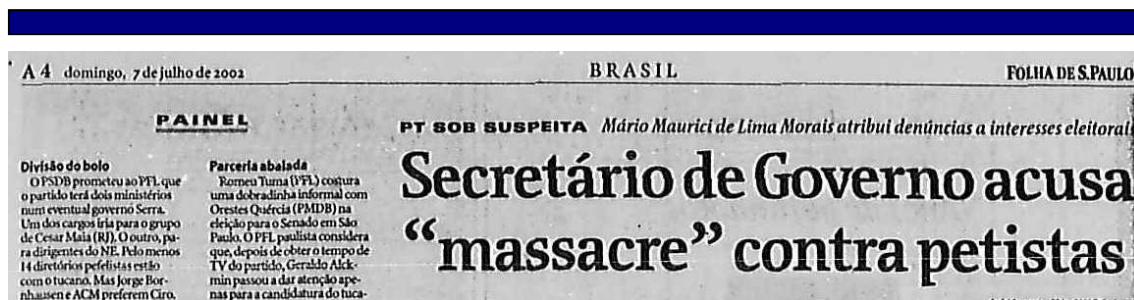 A 4 domingo, 7 de julho de 2002
BRASIL
FOLHA DE S.PAULO
PAINEL
Divisão do bolo
O PSDB prometeu ao PFL que
o partido terá dois ministérios
num eventual governo Serra.
Um dos cargos iria para o grupo
de Cesar Maia (RJ). O outro, pa-
ra dirigentes do NE. Pelo menos
14 diretórios pefelistas estão
com o tucano. Mas Jorge Bor-
nhausen e ACM preferem Ciro.
Parceria abalada
Romeu Tuma (PFL) costura
uma dobradinha informal com
Orestes Quércia (PMDB) na
eleição para o Senado em São
Paulo. O PFL paulista considera
que, depois de obter o tempo de
TV do partido, Geraldo Alck-
min passou a dar atenção ape-
nas para a candidatura do tuca-
PT SOB SUSPEITA Mário Maurici de Lima Morais atribui denúncias a interesses eleitorai
Secretário de Governo acusa
“massacre” contra petistas